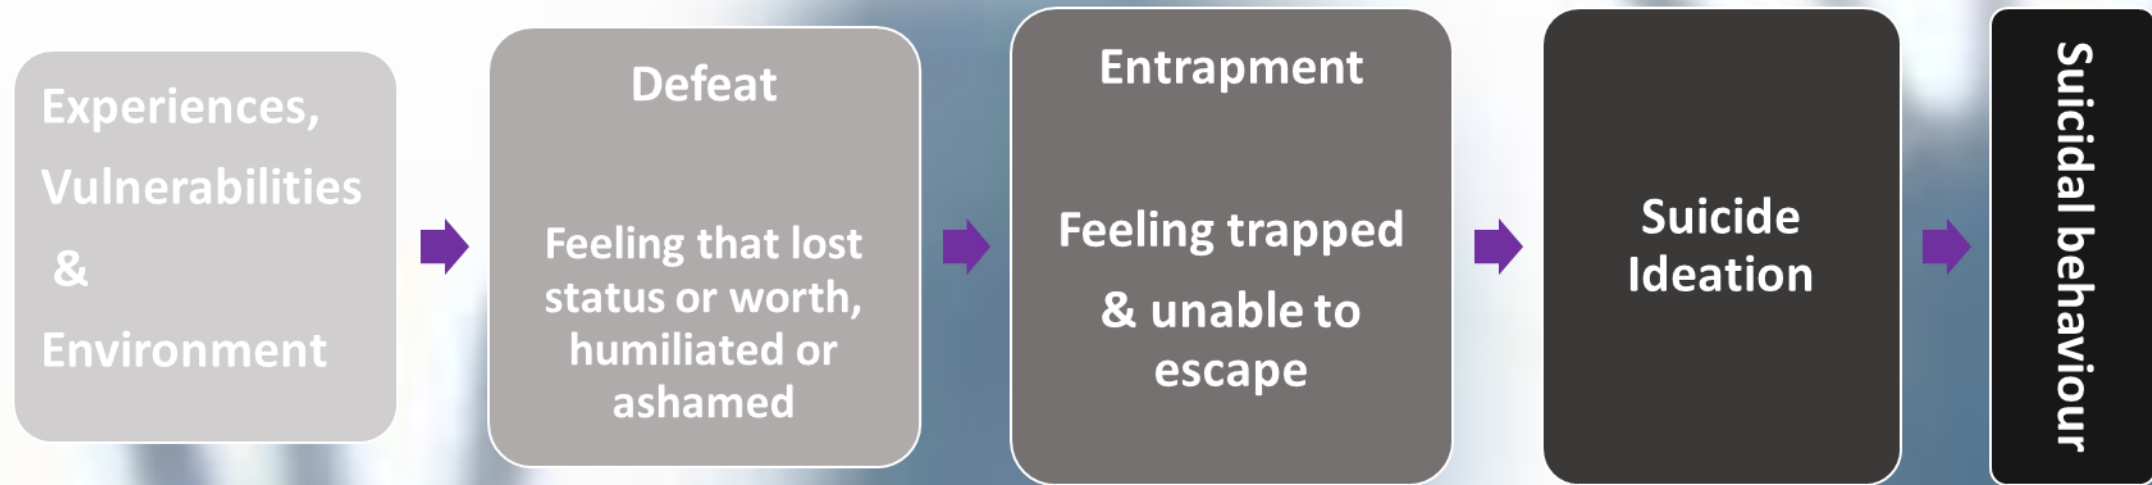 Experiences,
Vulnerabilities
&
Environment
Defeat
Feeling that lost
status or worth,
humiliated or
ashamed
Entrapment
Feeling trapped
& unable to
escape
Suicide
Ideation
Suicidal behaviour